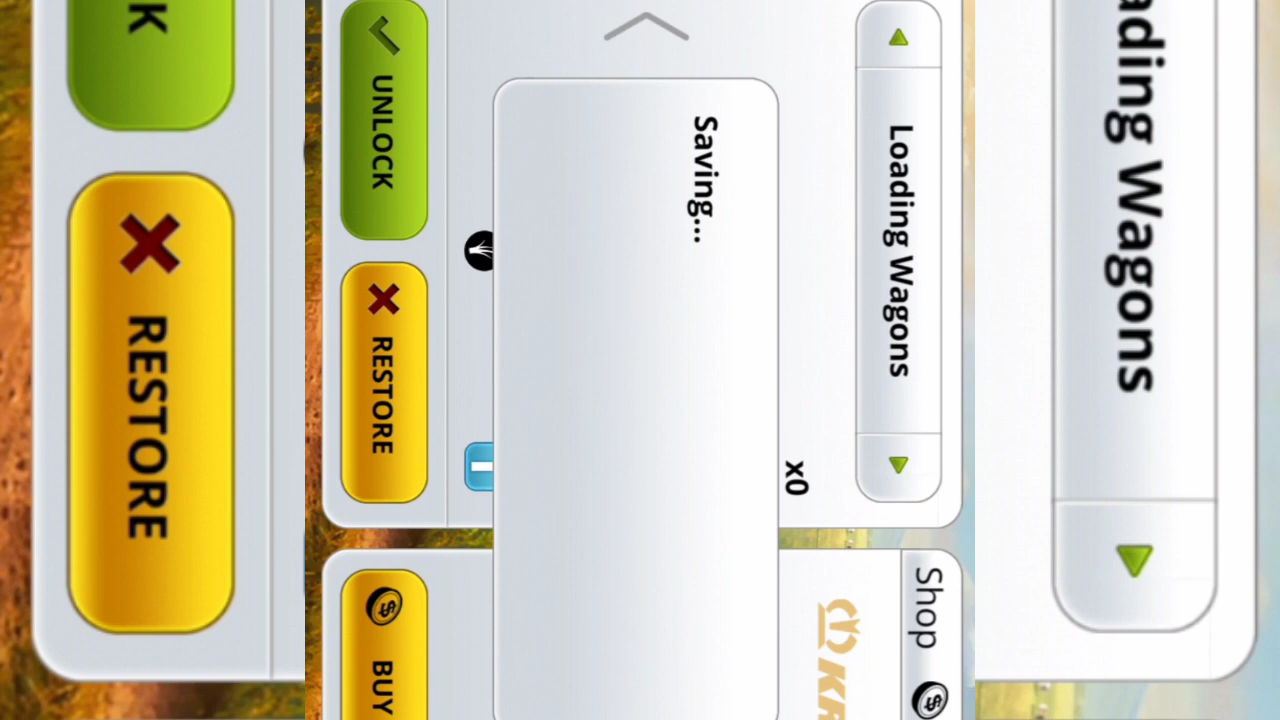 Loading Wagons
Saving...
x0
UNLOCK
RESTORE
Shop
BUY
K
RESTORE
ading Wagons